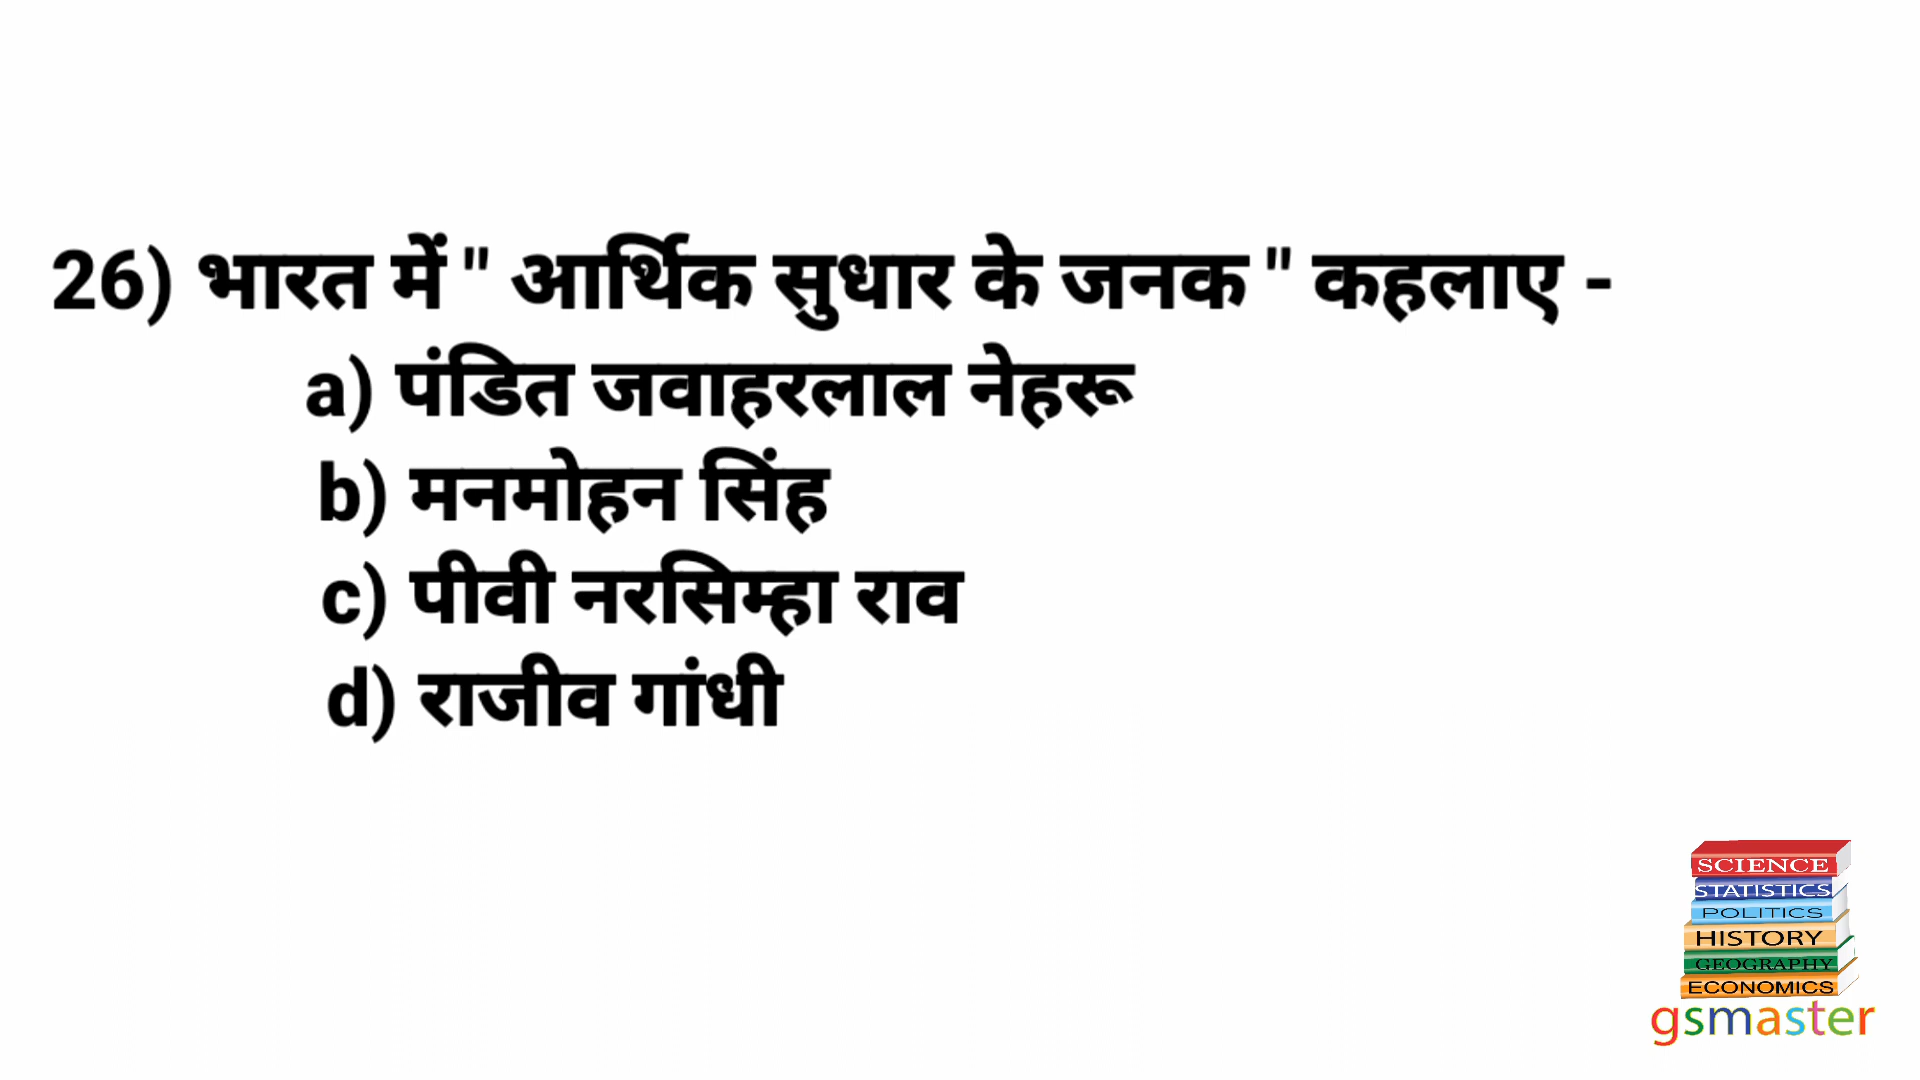 26) भारत में " आर्थिक सुधार के जनक " कहलाए -
a) पंडित जवाहरलाल नेहरू
b) मनमोहन सिंह
c) पीवी नरसिम्हा राव
d) राजीव गांधी
SCIENCE
STATISTICS
POLITICS
HISTORY
GEOGRAPHY
ECONOMICS
gsmaster